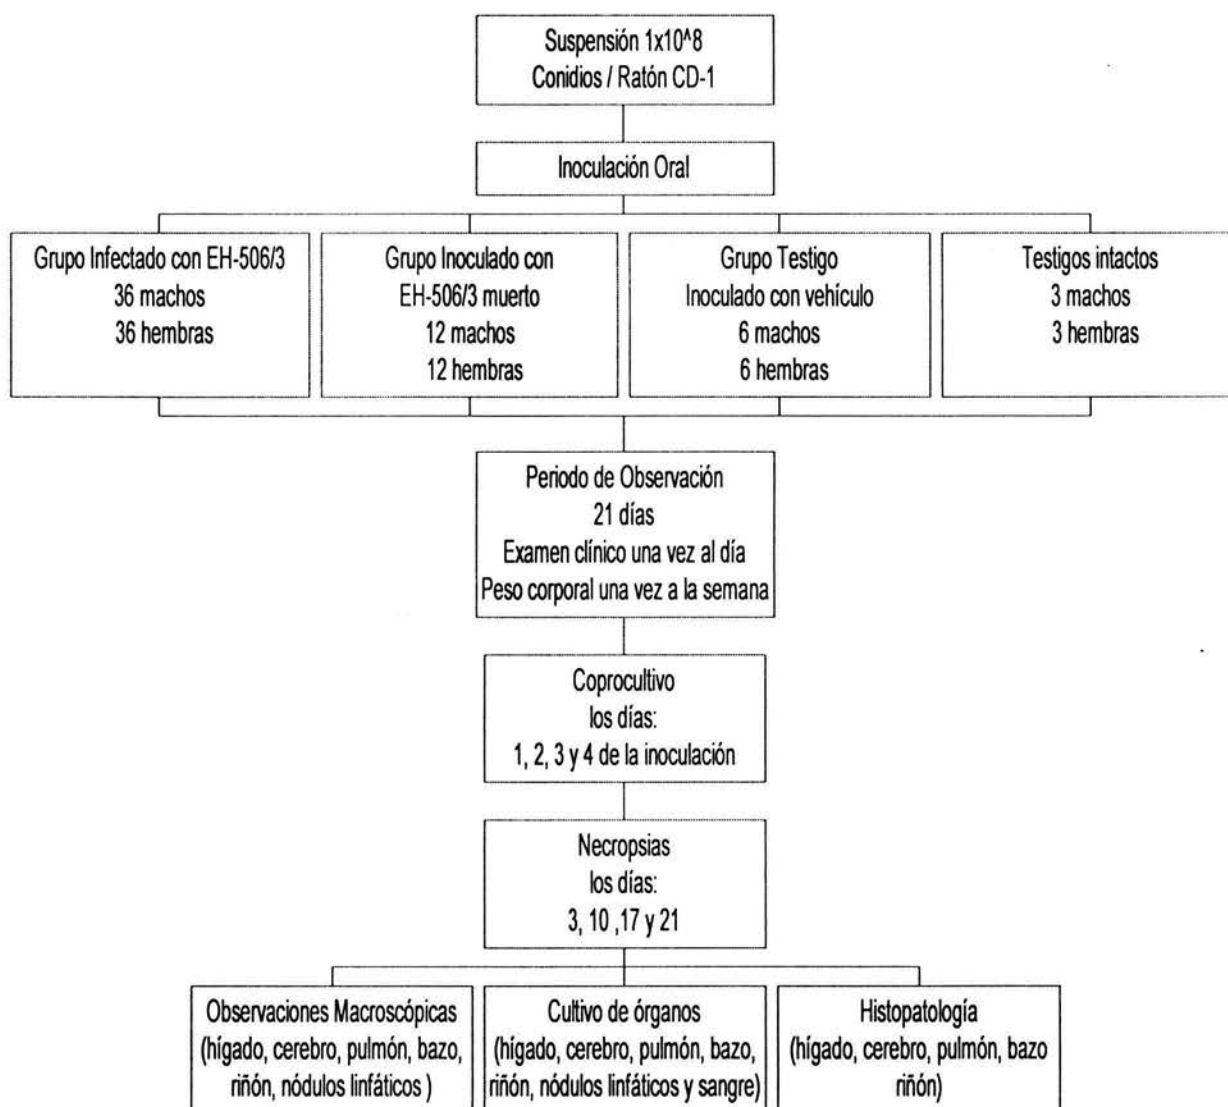 Suspensión 1x10^8
Conidios / Ratón CD-1
Inoculación Oral
Grupo Infectado con EH-506/3
36 machos
36 hembras
Grupo Inoculado con
EH-506/3 muerto
12 machos
12 hembras
Grupo Testigo
Inoculado con vehículo
6 machos
6 hembras
Testigos intactos
3 machos
3 hembras
Periodo de Observación
21 días
Examen clínico una vez al día
Peso corporal una vez a la semana
Coprocultivo
los días:
1, 2, 3 y 4 de la inoculación
Necropsias
los días:
3, 10 ,17 y 21
Observaciones Macroscópicas
(hígado, cerebro, pulmón, bazo,
riñón, nódulos linfáticos )
Cultivo de órganos
(hígado, cerebro, pulmón, bazo,
riñón, nódulos linfáticos y sangre)
Histopatología
(hígado, cerebro, pulmón, bazo
riñón)